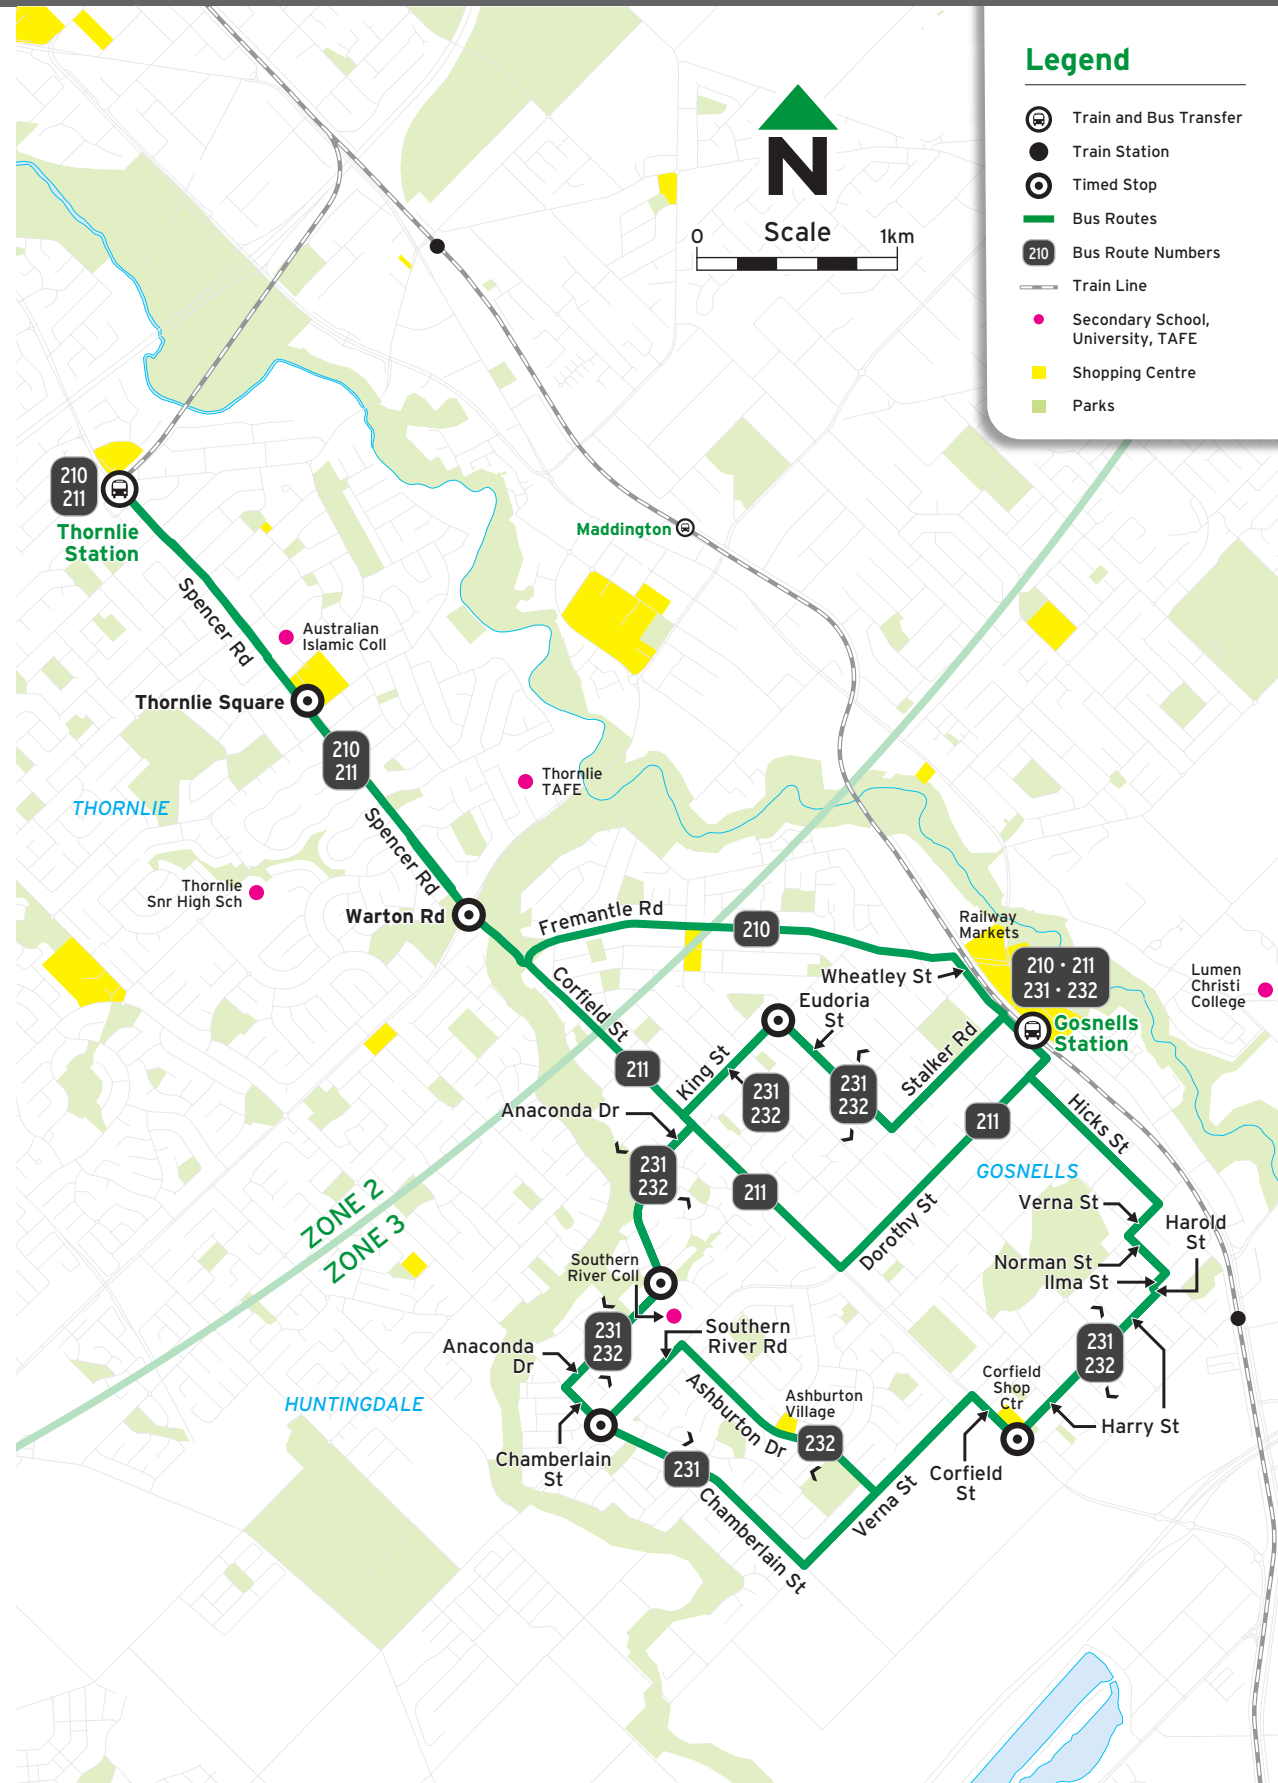 Legend
Train and Bus Transfer
Train Station
Timed Stop
Bus Routes
210
Bus Route Numbers
Train Line
Secondary School,
University, TAFE
Shopping Centre
Parks
N
Scale
0
1km
210
211
Thornlie
Station
Maddington
Spencer Rd
Australian
Islamic Coll
Thornlie Square
210
211
Thornlie
TAFE
THORNLIE
Spencer Rd
Thornlie
Snr High Sch
Warton Rd
Fremantle Rd
210
Railway
Markets
210 • 211
231 • 232
Lumen
Christi
College
Wheatley St
Corfield St
Eudoria
St
Gosnells
Station
Stalker Rd
211
King St
231
232
231
232
Anaconda Dr
211
Hicks St
231
232
211
GOSNELLS
Dorothy St
Verna St
Harold
St
ZONE 2
ZONE 3
Norman St
Ilma St
Southern
River Coll
231
232
Southern
River Rd
231
232
Anaconda
Dr
Corfield
Shop
Ctr
HUNTINGDALE
Ashburton Dr
Ashburton
Village
Harry St
232
Chamberlain
St
231
Corfield
St
Verna St
Chamberlain St